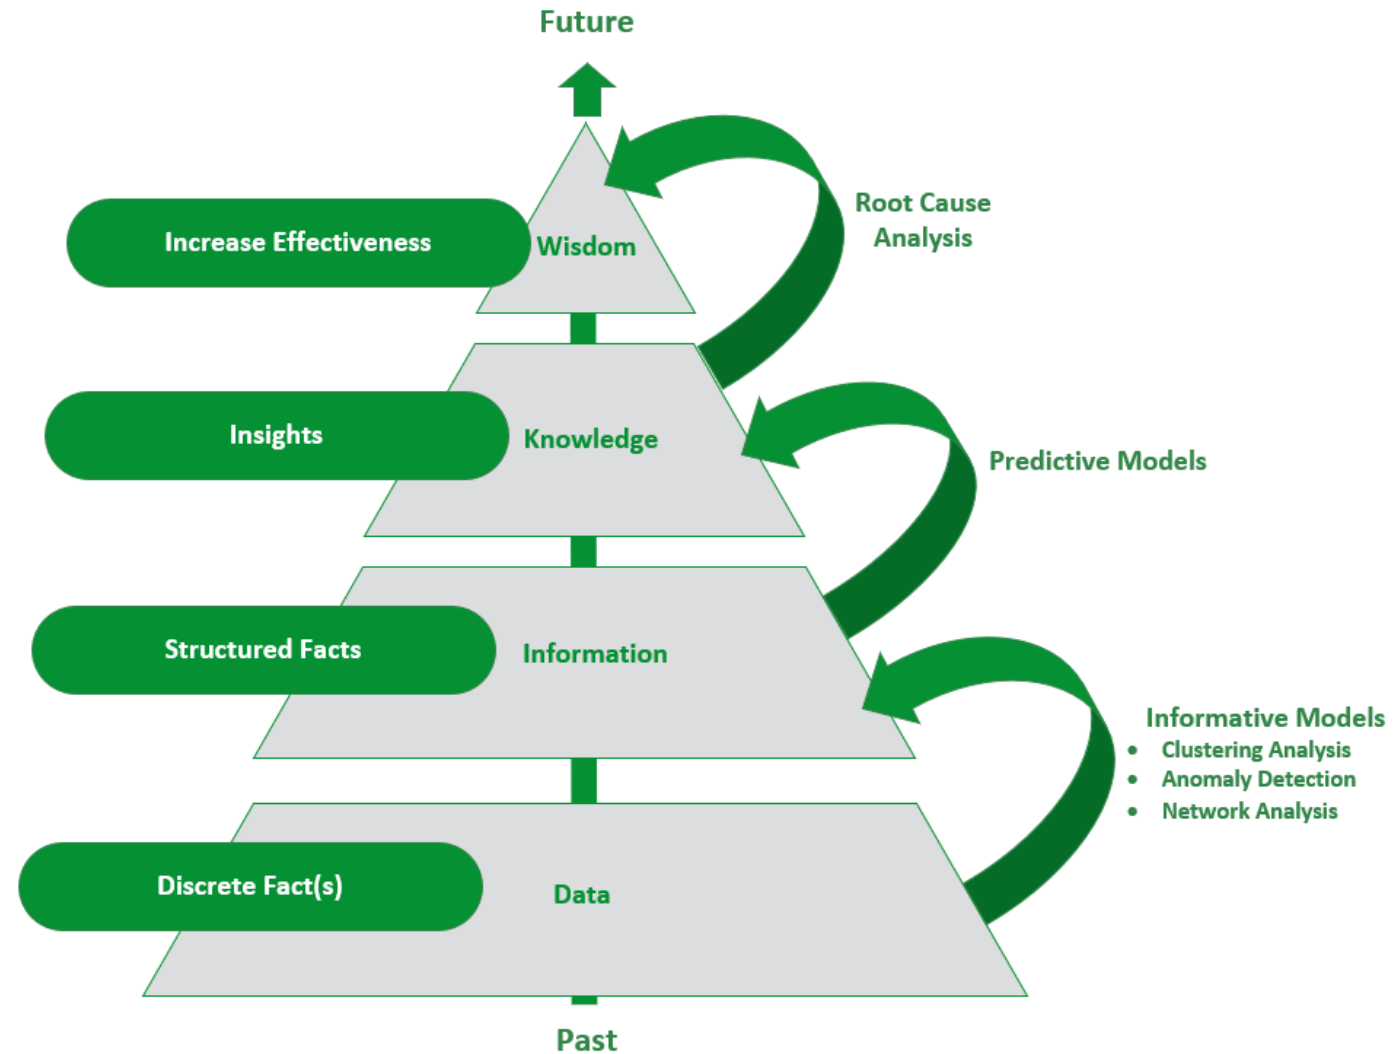 Future
Root Cause
Analysis
Increase Effectiveness
Wisdom
Insights
Knowledge
Predictive Models
Structured Facts
Information
Informative Models
• Clustering Analysis
• Anomaly Detection
• Network Analysis
Discrete Fact(s)
Data
Past